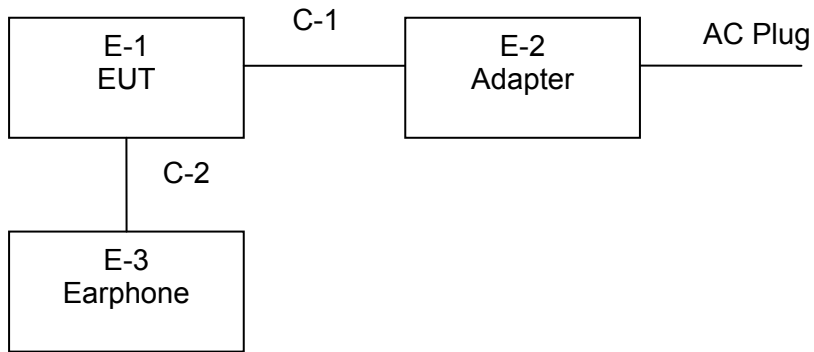 E-1
EUT
C-1
E-2
Adapter
AC Plug
C-2
E-3
Earphone